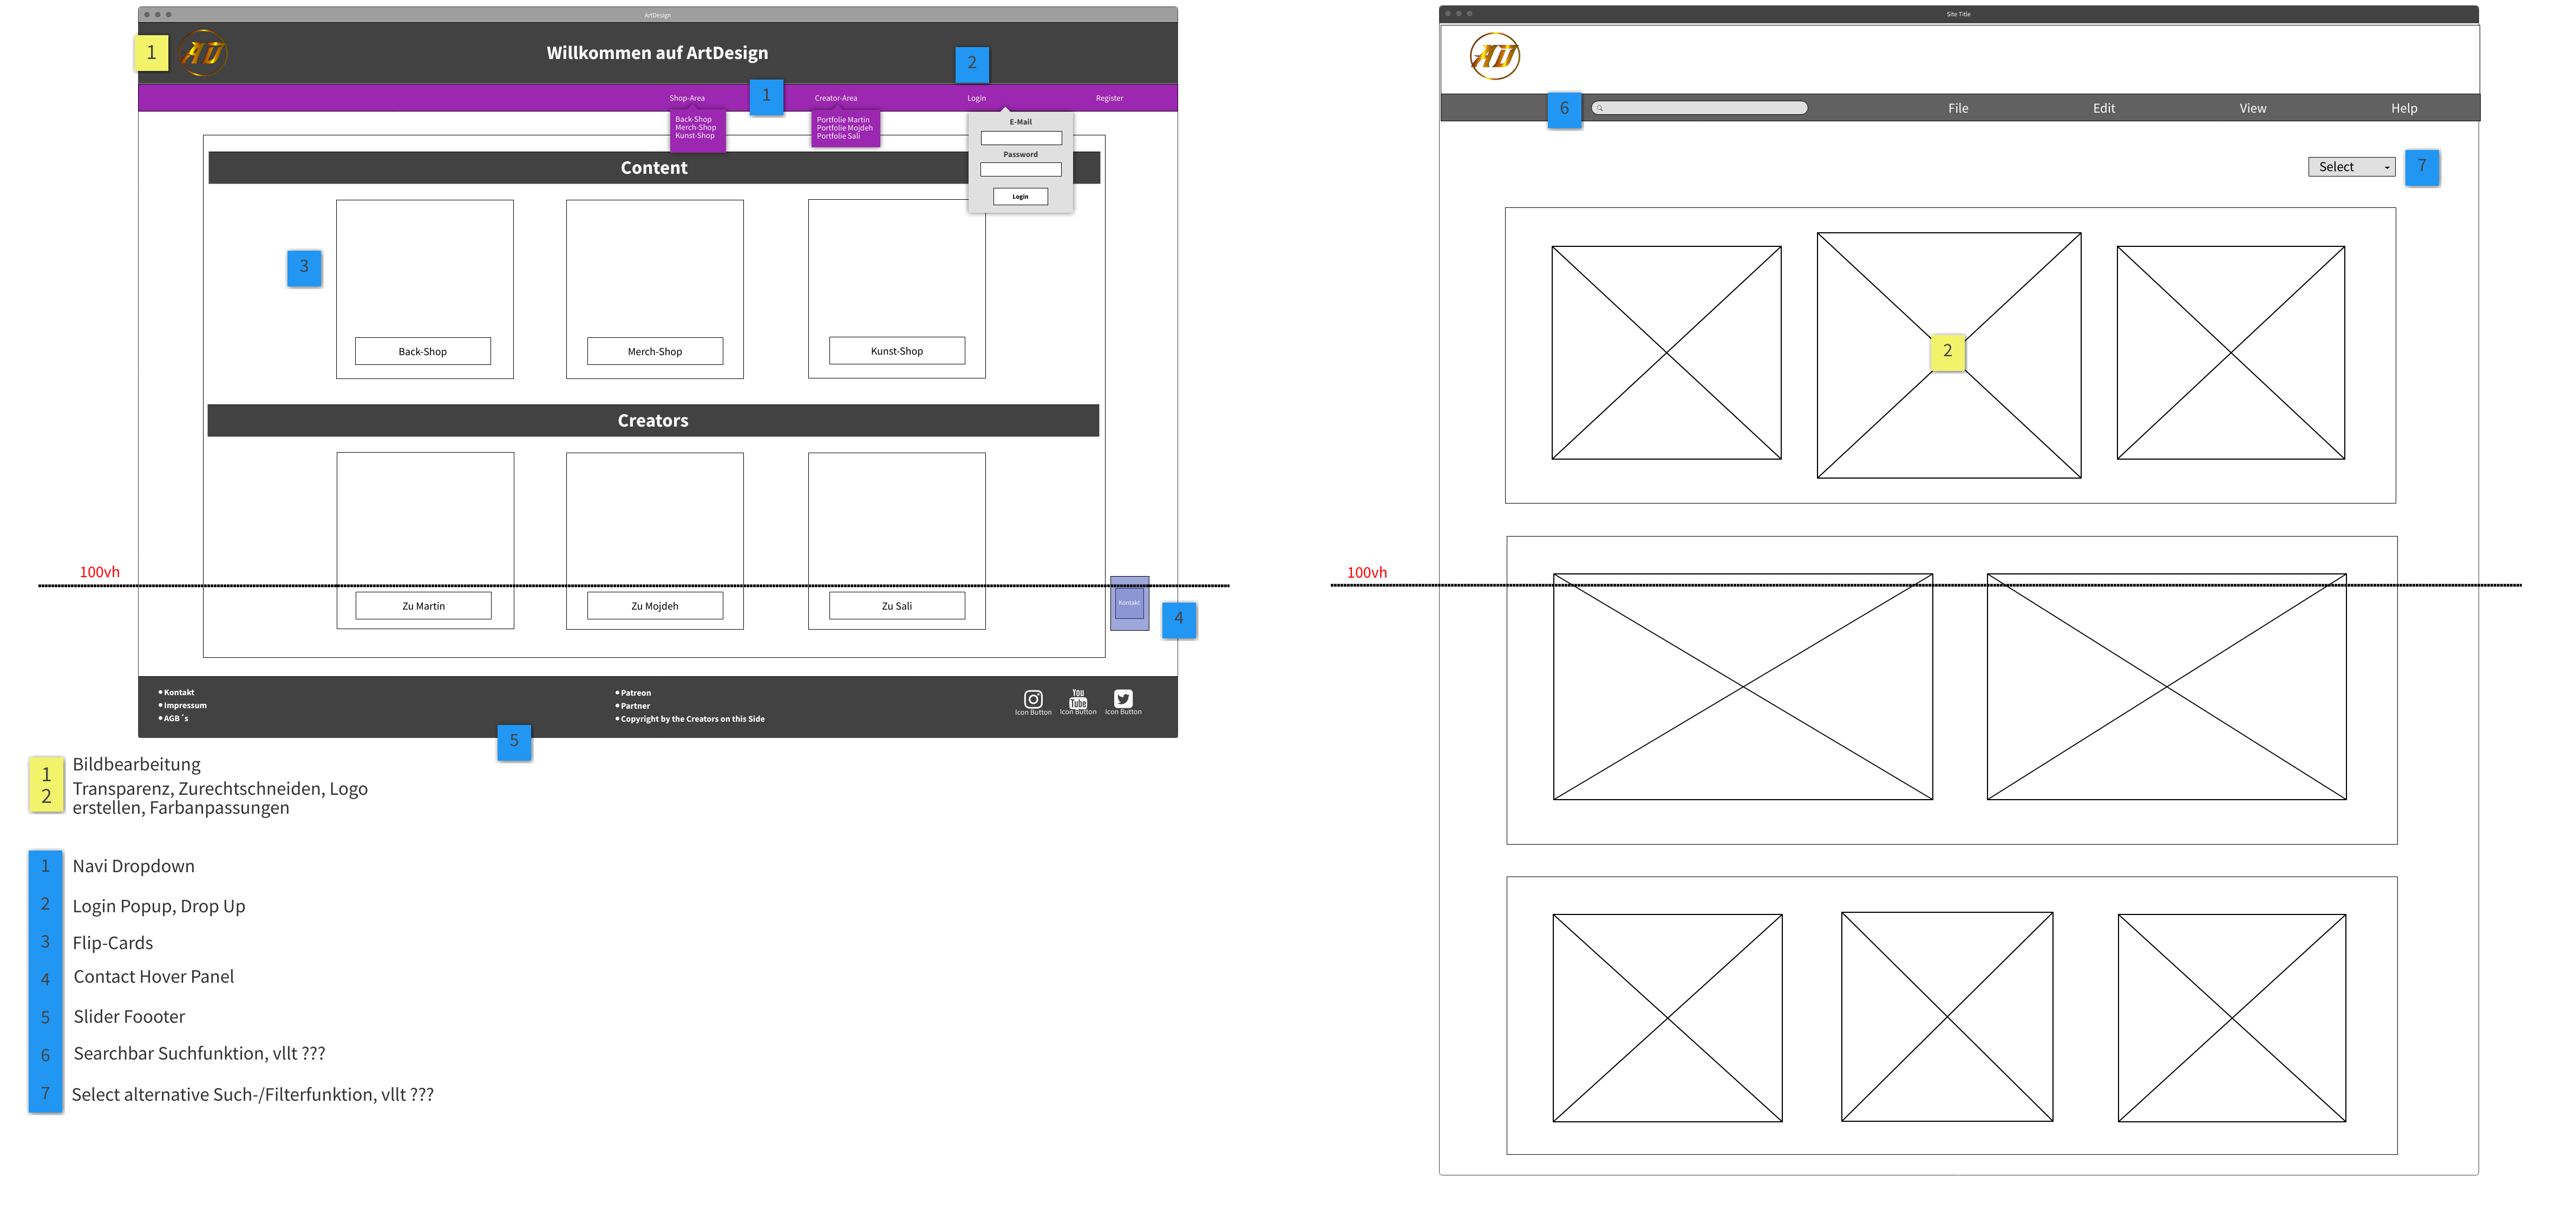 ArtDesign
1
AD
Willkommen auf ArtDesign
2
Shop-Area
1
Creator-Area
Login
Register
Back-Shop
Merch-Shop
Kunst-Shop
Portfolie Martin
Portfolie Mojdeh
Portfolie Sali
E-Mail
Password
Login
Content
3
Back-Shop
Merch-Shop
Kunst-Shop
Creators
100vh
Zu Martin
Zu Mojdeh
Zu Sali
Kontakt
4
Kontakt
Impressum
AGB´s
Patreon
Partner
Copyright by the Creators on this Side
You
Tube
Icon Button
Icon Button
Icon Button
5
1
2
Bildbearbeitung
Transparenz, Zurechtschneiden, Logo
erstellen, Farbanpassungen
1 Navi Dropdown
2 Login Popup, Drop Up
3 Flip-Cards
4 Contact Hover Panel
5 Slider Foooter
6 Searchbar Suchfunktion, vllt ???
7 Select alternative Such-/Filterfunktion, vllt ???
Site Title
AD
6
File
Edit
View
Help
Select
7
2
100vh